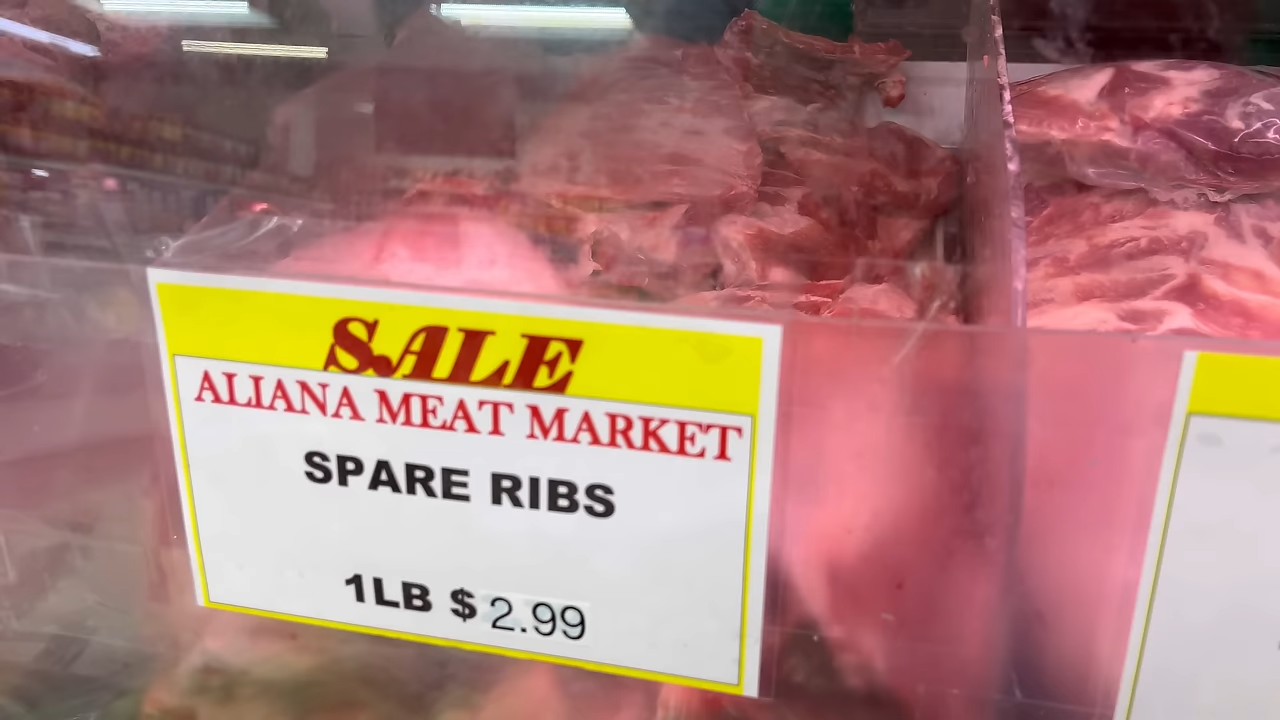 SALE
ALIANA MEAT MARKET
SPARE RIBS
1LB $ 2.99